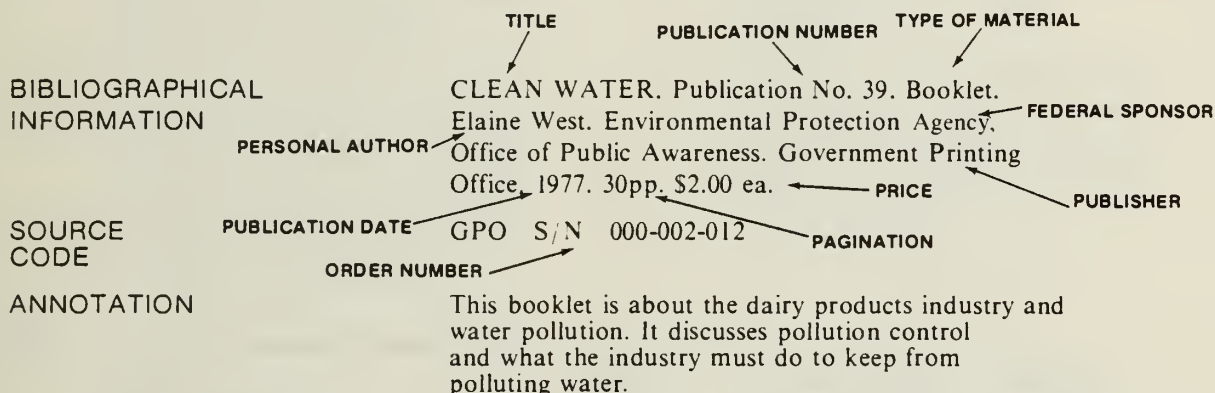 TITLE
PUBLICATION NUMBER
TYPE OF MATERIAL
BIBLIOGRAPHICAL INFORMATION
CLEAN WATER. Publication No. 39. Booklet.
Elaine West. Environmental Protection Agency,
FEDERAL SPONSOR
PERSONAL AUTHOR
Office of Public Awareness. Government Printing
Office, 1977. 30pp. $2.00 ea.
PRICE
PUBLISHER
SOURCE CODE
PUBLICATION DATE
GPO S/N 000-002-012
PAGINATION
ORDER NUMBER
ANNOTATION
This booklet is about the dairy products industry and
water pollution. It discusses pollution control
and what the industry must do to keep from
polluting water.